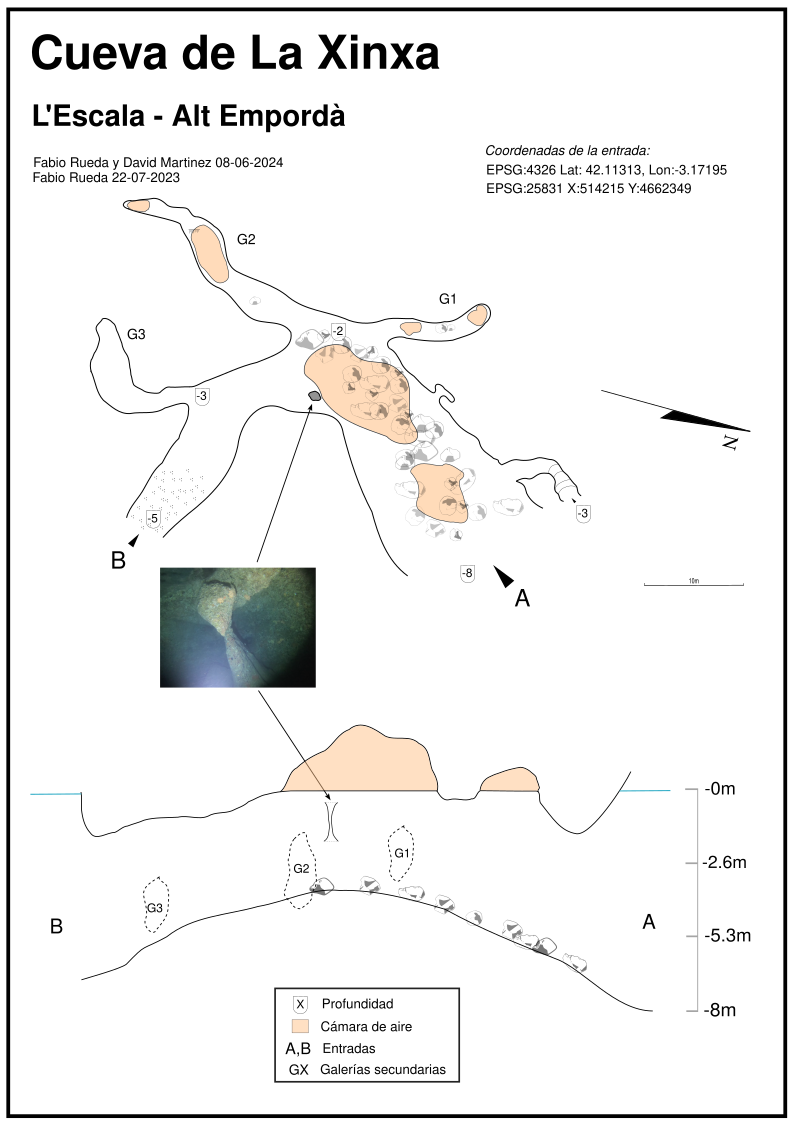 Cueva de La Xinxa
L'Escala - Alt Empordà
Fabio Rueda y David Martinez 08-06-2024
Fabio Rueda 22-07-2023
Coordenadas de la entrada:
EPSG:4326 Lat: 42.11313, Lon:-3.17195
EPSG:25831 X:514215 Y:4662349
G2
G1
-2
G3
-3
N
-5
-3
B
-8
A
10m
-0m
-2.6m
-5.3m
-8m
G1
G2
G3
B
A
X Profundidad
Cámara de aire
A,B Entradas
GX Galerías secundarias